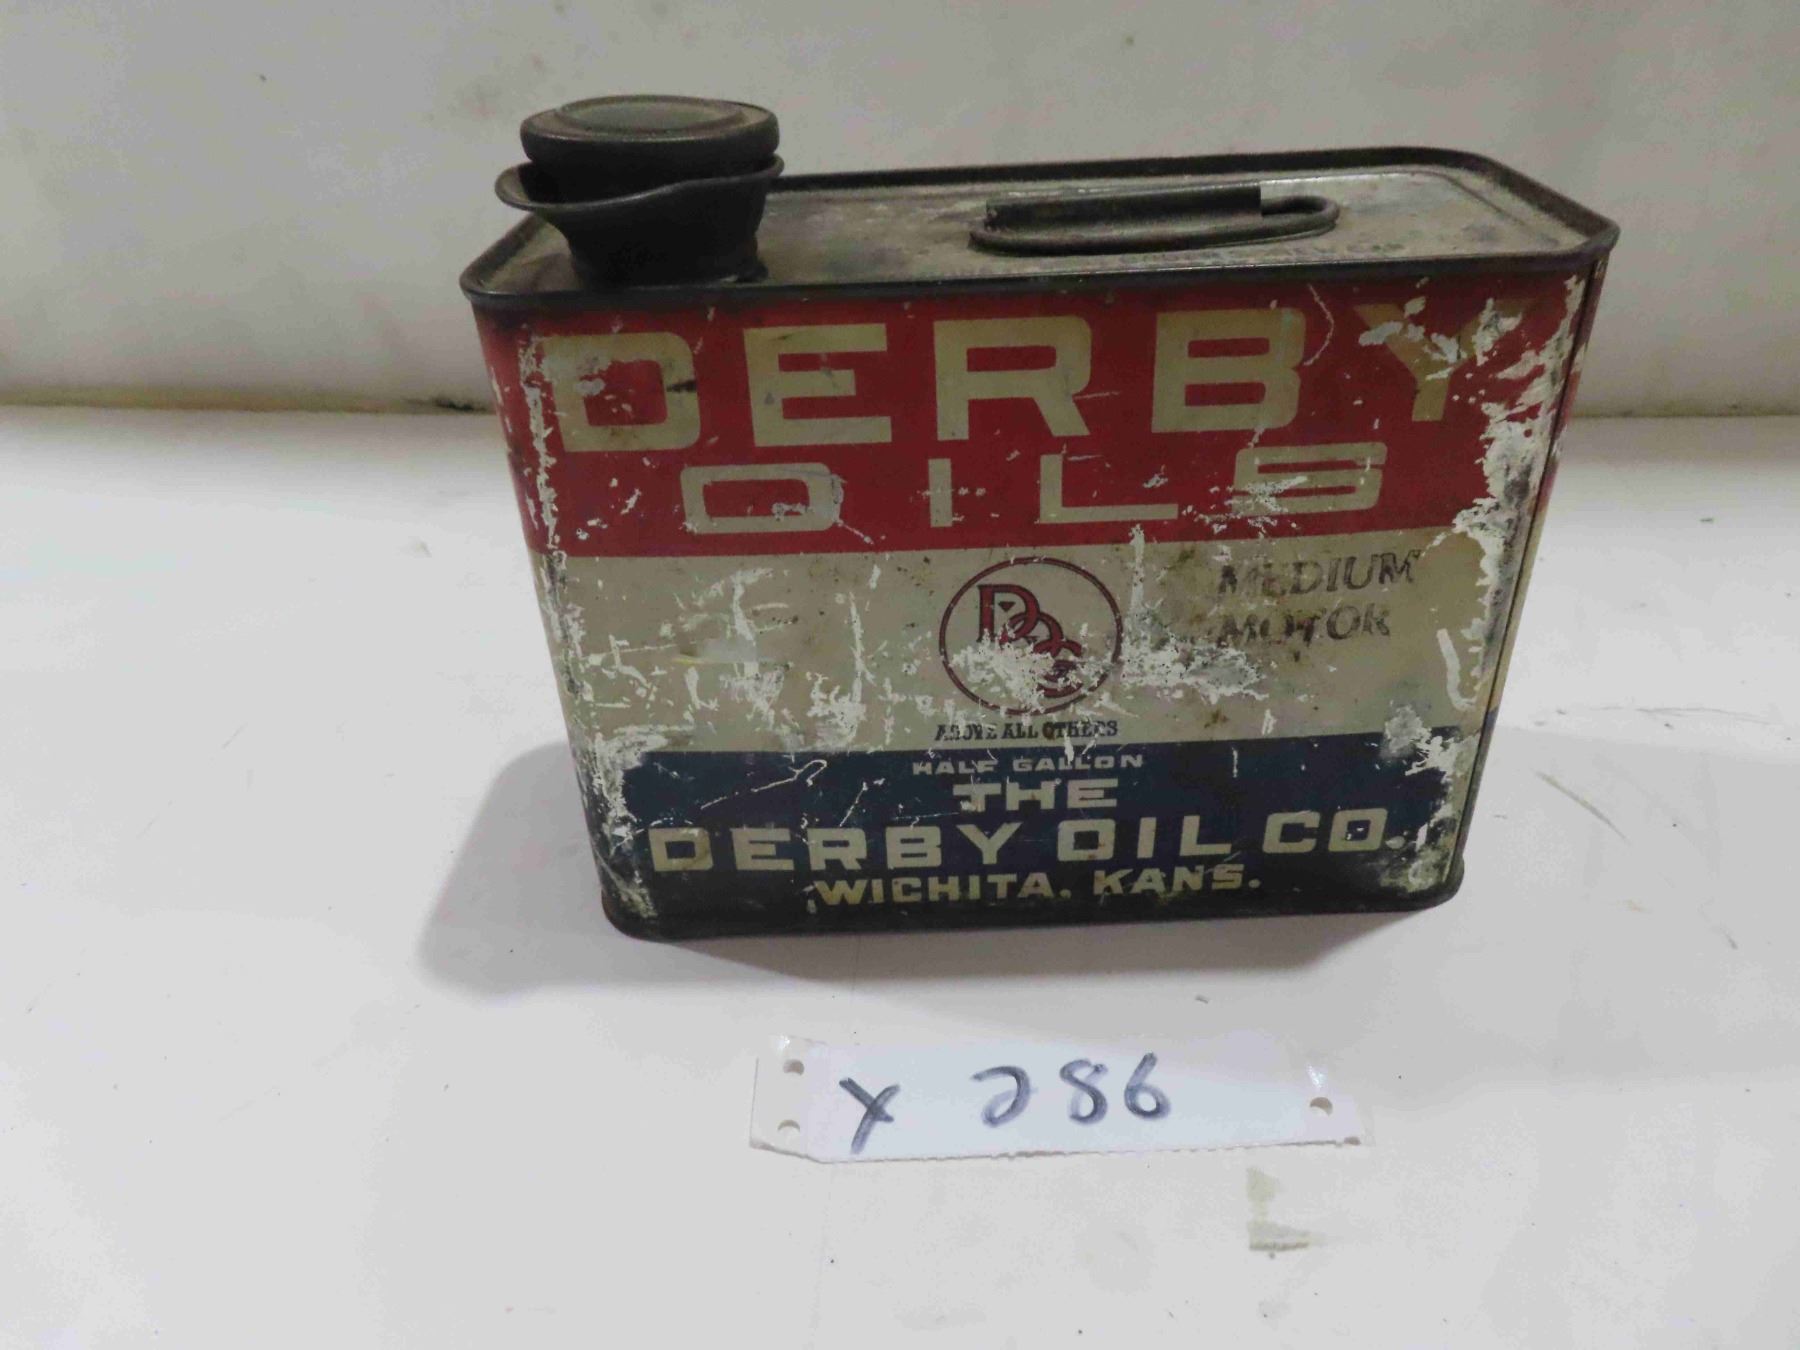 DERBY
OILS
MEDIUM
MOTOR
DOC
ABOVE ALL OTHERS
HALF GALLON
THE
DERBY OIL CO.
WICHITA, KANS.
X 286